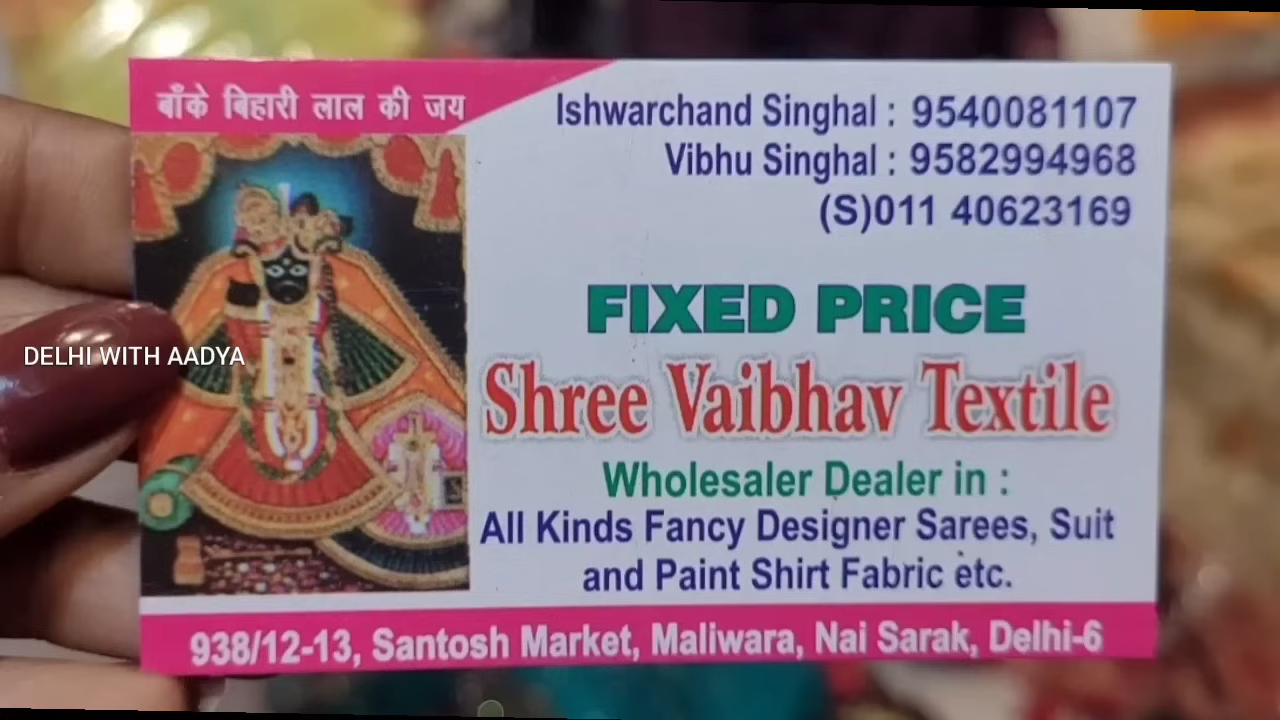 बाँके बिहारी लाल की जय
Ishwarchand Singhal : 9540081107
Vibhu Singhal : 9582994968
(S)011 40623169
FIXED PRICE
Shree Vaibhav Textile
Wholesaler Dealer in :
All Kinds Fancy Designer Sarees, Suit
and Paint Shirt Fabric etc.
938/12-13, Santosh Market, Maliwara, Nai Sarak, Delhi-6
DELHI WITH AADYA